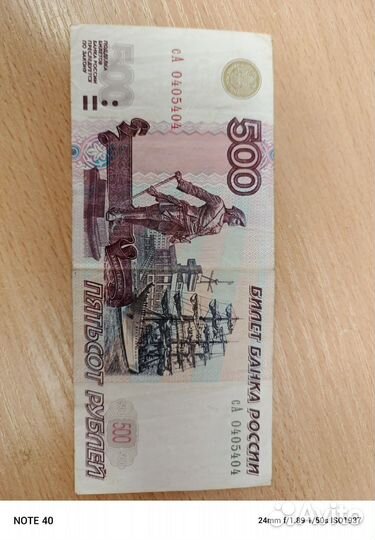 ПОДДЕЛКА
БИЛЕТОВ
БАНКА РОССИИ
ПРЕСЛЕДУЕТСЯ
ПО ЗАКОНУ
500
сА 0405404
500
БИЛЕТ БАНКА РОССИИ
ПЯТЬСОТ РУБЛЕЙ
500
сА 0405404
NOTE 40
24mm f/1.89 1/50s ISO1937
Avito